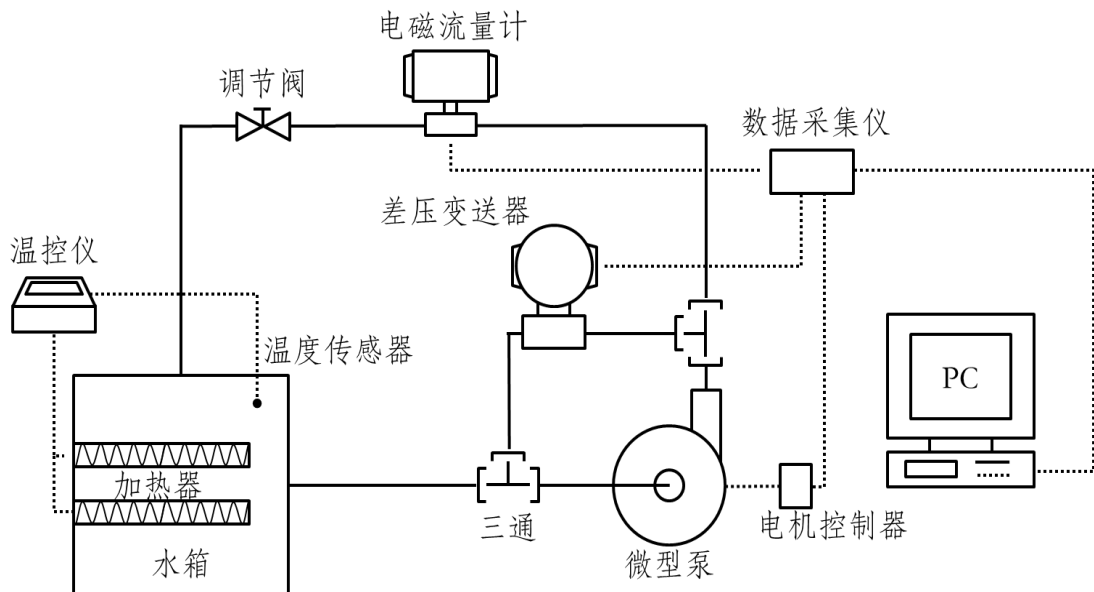 电磁流量计
调节阀
数据采集仪
差压变送器
温控仪
温度传感器
PC
加热器
三通
电机控制器
水箱
微型泵